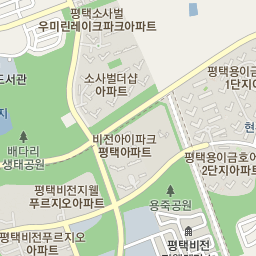 평택소사벌
우미린레이크파크아파트
도서관
소사벌더샵
아파트
평택용이금
1단지아
배다리
생태공원
비전아이파크
평택아파트
현
평택용이금호어
2단지아파트
평택비전지웰
푸르지오아파트
용죽공원
평택비전푸르지오
아파트
평택비전